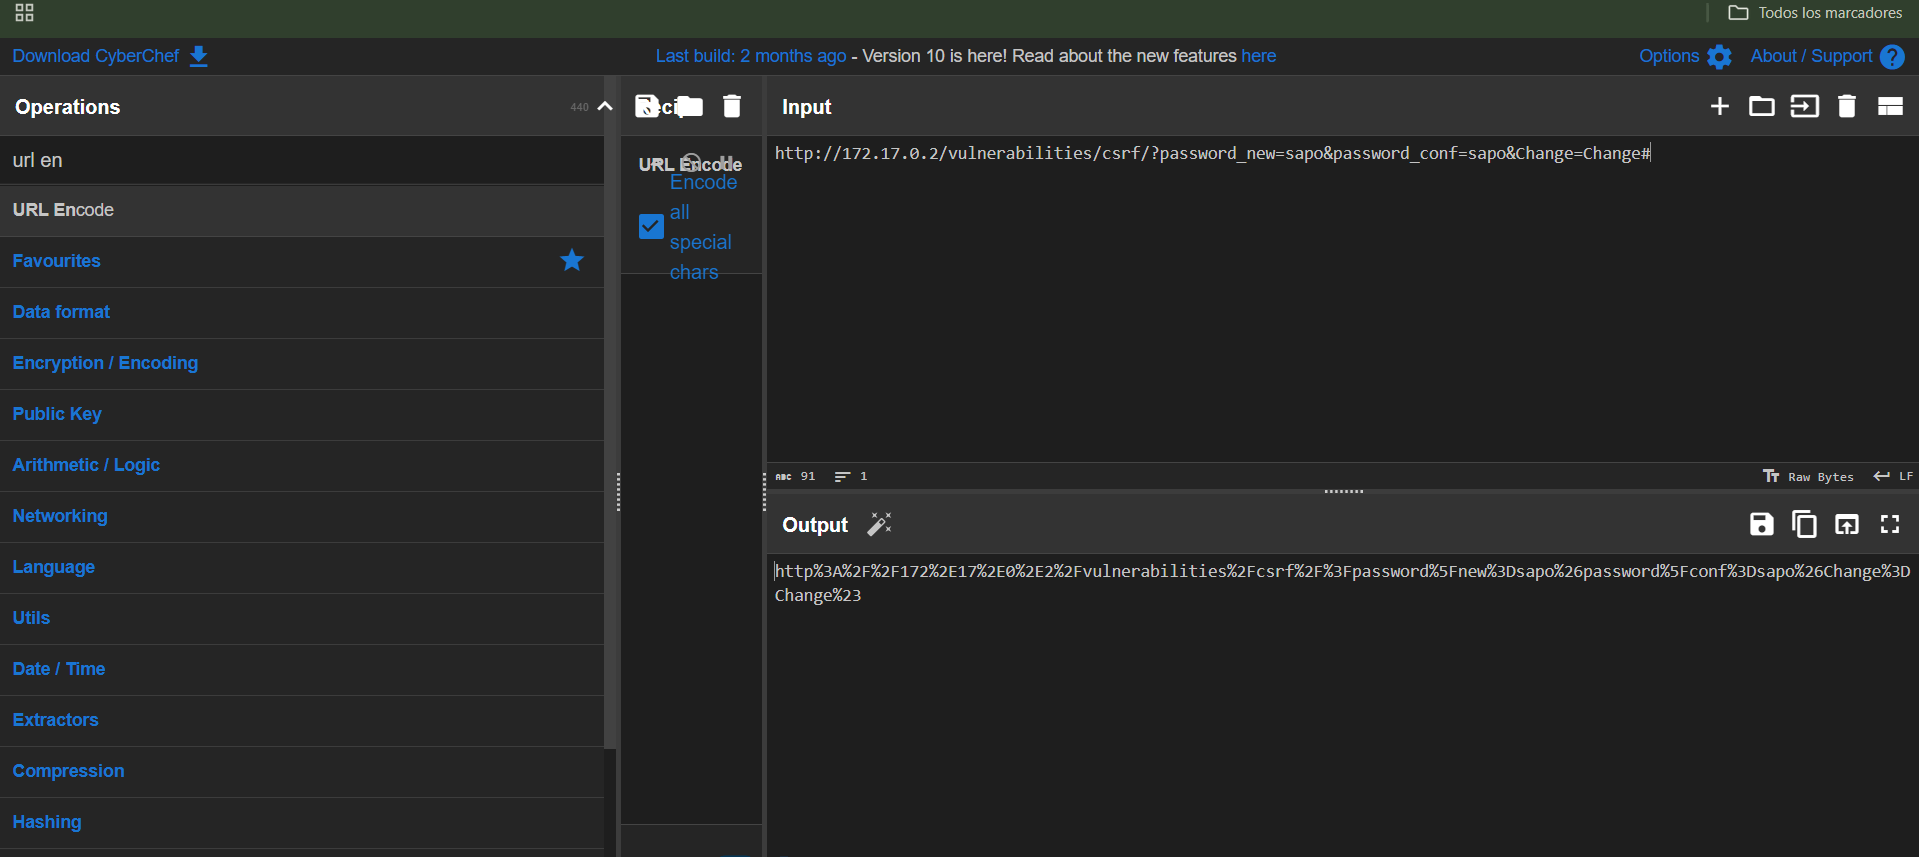 Todos los marcadores
Download CyberChef
Last build: 2 months ago - Version 10 is here! Read about the new features here
Options
About / Support
Operations
440
url en
URL Encode
Favourites
Data format
Encryption / Encoding
Public Key
Arithmetic / Logic
Networking
Language
Utils
Date / Time
Extractors
Compression
Hashing
URL Encode
Encode
all
special
chars
Input
http://172.17.0.2/vulnerabilities/csrf/?password_new=sapo&password_conf=sapo&Change=Change#
ABC 91
1
Raw Bytes
LF
Output
http%3A%2F%2F172%2E17%2E0%2E2%2Fvulnerabilities%2Fcsrf%2F%3Fpassword%5Fnew%3Dsapo%26password%5Fconf%3Dsapo%26Change%3D
Change%23